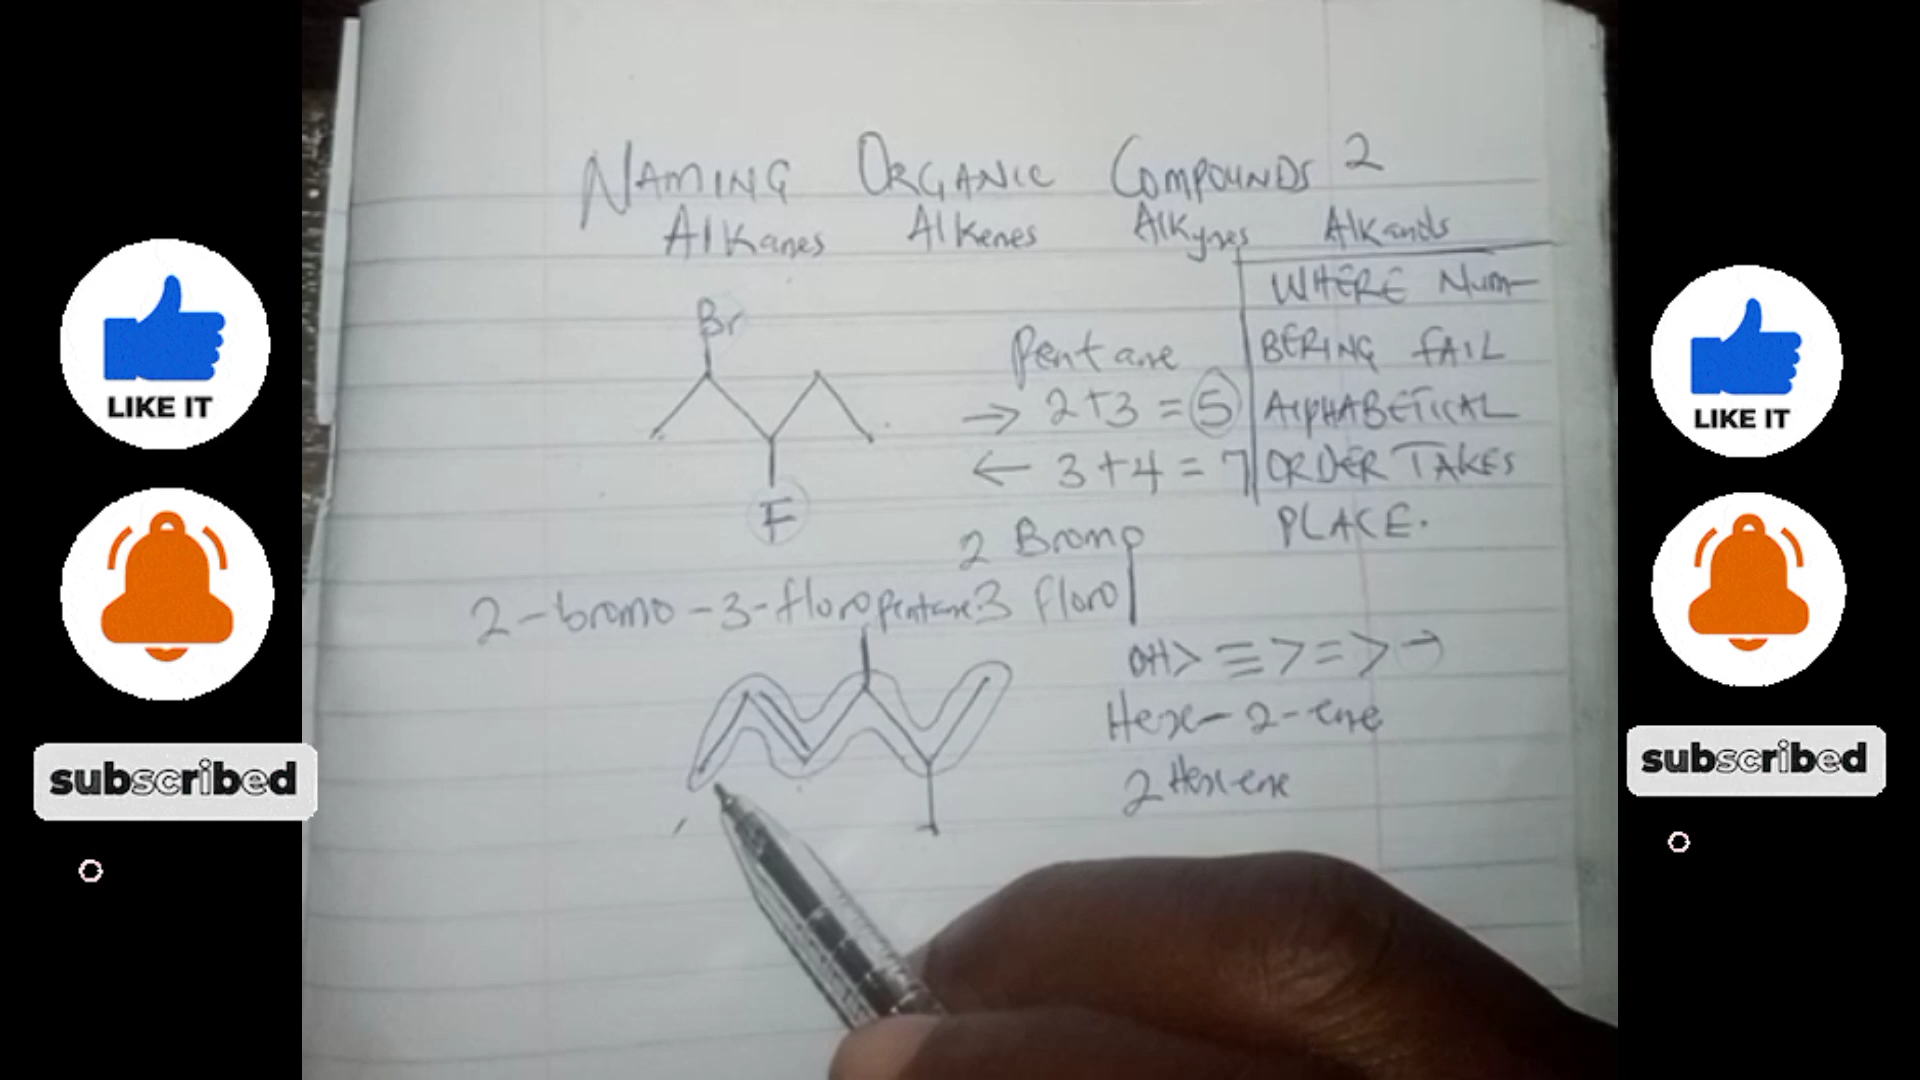 NAMING ORGANIC COMPOUNDS 2
Alkanes Alkenes Alkynes Alkanols
WHERE NUM-
BERING FAIL
ALPHABETICAL
ORDER TAKES
PLACE.
Br
F
Pentane
→ 2+3 = 5
← 3+4 = 7
2 Bromo
3 floro
2-bromo-3-floropentane.
OH > ≡ > = > -
Hex-2-ene
2 Hex-ene
LIKE IT
subscribed
LIKE IT
subscribed